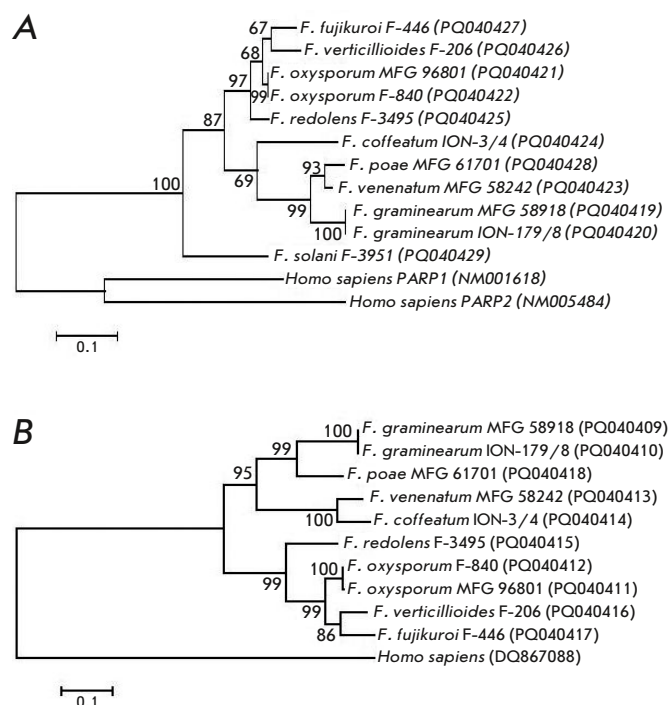 A
67
F. fujikuroi F-446 (PQ040427)
68
F. verticillioides F-206 (PQ040426)
97
F. oxysporum MFG 96801 (PQ040421)
99
F. oxysporum F-840 (PQ040422)
87
F. redolens F-3495 (PQ040425)
F. coffeatum ION-3/4 (PQ040424)
93
F. poae MFG 61701 (PQ040428)
100
69
F. venenatum MFG 58242 (PQ040423)
99
F. graminearum MFG 58918 (PQ040419)
100
F. graminearum ION-179/8 (PQ040420)
F. solani F-3951 (PQ040429)
Homo sapiens PARP1 (NM001618)
Homo sapiens PARP2 (NM005484)
0.1
B
100
F. graminearum MFG 58918 (PQ040409)
99
F. graminearum ION-179/8 (PQ040410)
95
F. poae MFG 61701 (PQ040418)
F. venenatum MFG 58242 (PQ040413)
100
F. coffeatum ION-3/4 (PQ040414)
F. redolens F-3495 (PQ040415)
99
100
F. oxysporum F-840 (PQ040412)
F. oxysporum MFG 96801 (PQ040411)
99
F. verticillioides F-206 (PQ040416)
86
F. fujikuroi F-446 (PQ040417)
Homo sapiens (DQ867088)
0.1